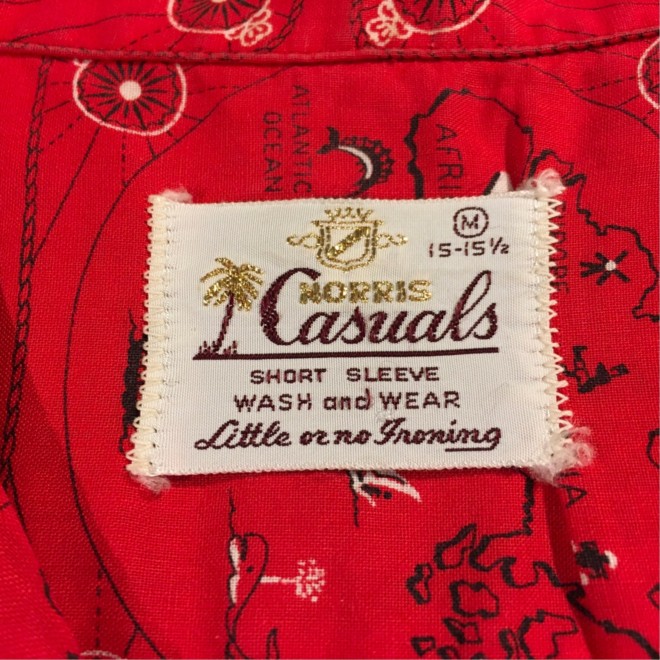 ATLANTIC
OCEAN
AFRI
M
15-15½
NORRIS
Casuals
SHORT SLEEVE
WASH and WEAR
Little or no Ironing